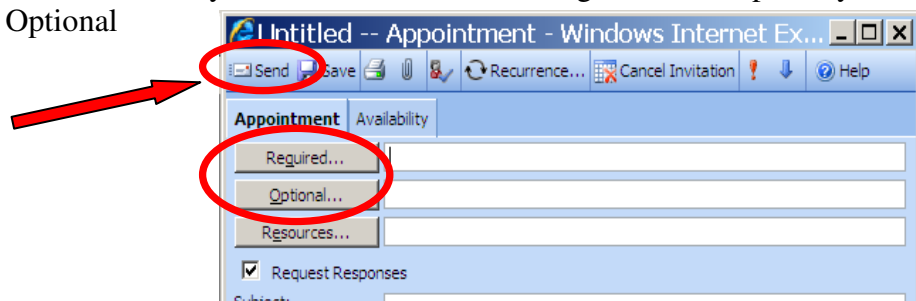 Optional
Untitled -- Appointment - Windows Internet Ex...
Send Save Recurrence... Cancel Invitation Help
Appointment Availability
Required...
Optional...
Resources...
Request Responses
Subject: